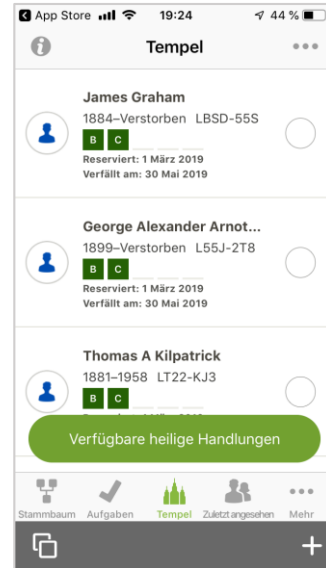 App Store 19:24 44 %
Tempel
James Graham
1884–Verstorben LBSD-55S
B C
Reserviert: 1 März 2019
Verfällt am: 30 Mai 2019
George Alexander Arnot...
1899–Verstorben L55J-2T8
B C
Reserviert: 1 März 2019
Verfällt am: 30 Mai 2019
Thomas A Kilpatrick
1881–1958 LT22-KJ3
B C
Verfügbare heilige Handlungen
Stammbaum Aufgaben Tempel Zuletzt angesehen Mehr